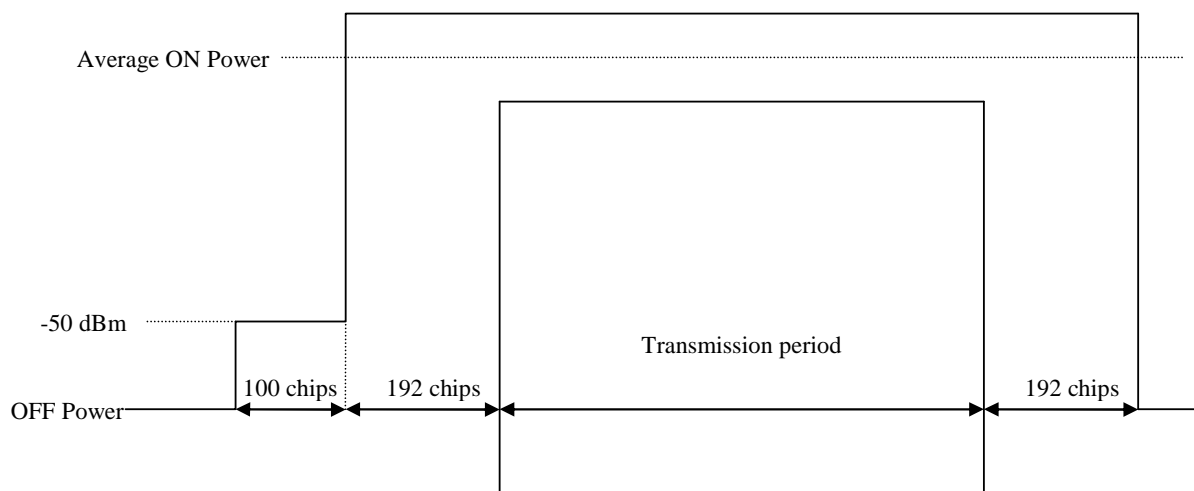 Average ON Power
-50 dBm
Transmission period
100 chips
192 chips
192 chips
OFF Power